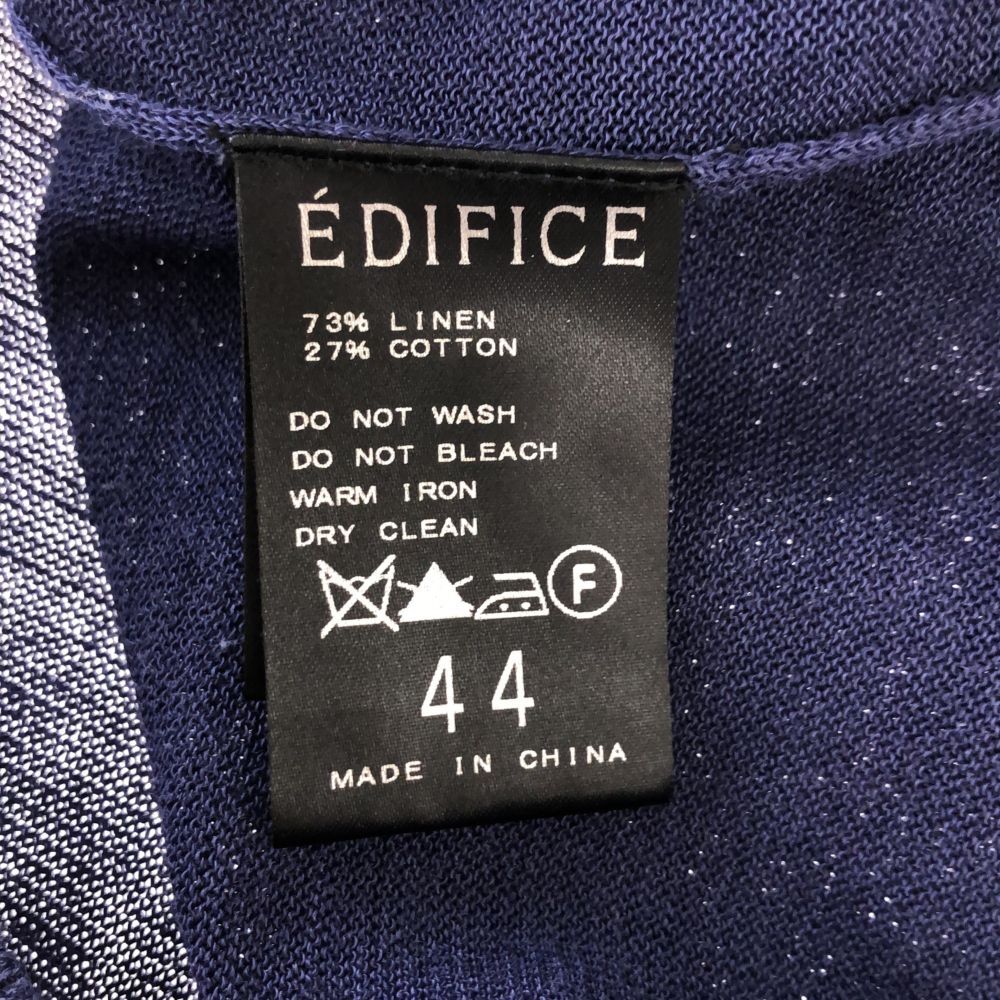 ÉDIFICE
73% LINEN
27% COTTON
DO NOT WASH
DO NOT BLEACH
WARM IRON
DRY CLEAN
F
44
MADE IN CHINA